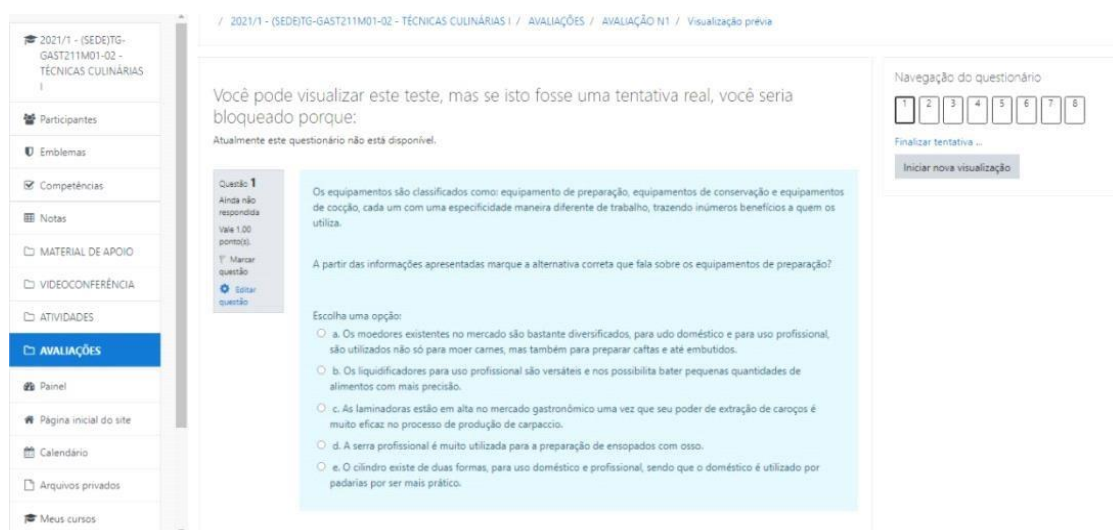 / 2021/1 - (SEDE)TG-GAST211M01-02 - TÉCNICAS CULINÁRIAS I / AVALIAÇÕES / AVALIAÇÃO N1 / Visualização prévia
2021/1 - (SEDE)TG-
GAST211M01-02 -
TÉCNICAS CULINÁRIAS
I
Participantes
Emblemas
Competências
Notas
MATERIAL DE APOIO
VIDEOCONFERÊNCIA
ATIVIDADES
AVALIAÇÕES
Painel
Página inicial do site
Calendário
Arquivos privados
Meus cursos
Você pode visualizar este teste, mas se isto fosse uma tentativa real, você seria
bloqueado porque:
Atualmente este questionário não está disponível.
Questão 1
Ainda não
respondida
Vale 1,00
ponto(s).
Marcar
questão
Editar
questão
Os equipamentos são classificados como: equipamento de preparação, equipamentos de conservação e equipamentos
de cocção, cada um com uma especificidade maneira diferente de trabalho, trazendo inúmeros benefícios a quem os
utiliza.
A partir das informações apresentadas marque a alternativa correta que fala sobre os equipamentos de preparação?
Escolha uma opção:
a. Os moedores existentes no mercado são bastante diversificados, para udo doméstico e para uso profissional,
são utilizados não só para moer carnes, mas também para preparar caftas e até embutidos.
b. Os liquidificadores para uso profissional são versáteis e nos possibilita bater pequenas quantidades de
alimentos com mais precisão.
c. As laminadoras estão em alta no mercado gastronômico uma vez que seu poder de extração de caroços é
muito eficaz no processo de produção de carpaccio.
d. A serra profissional é muito utilizada para a preparação de ensopados com osso.
e. O cilindro existe de duas formas, para uso doméstico e profissional, sendo que o doméstico é utilizado por
padarias por ser mais prático.
Navegação do questionário
1 2 3 4 5 6 7 8
Finalizar tentativa ...
Iniciar nova visualização